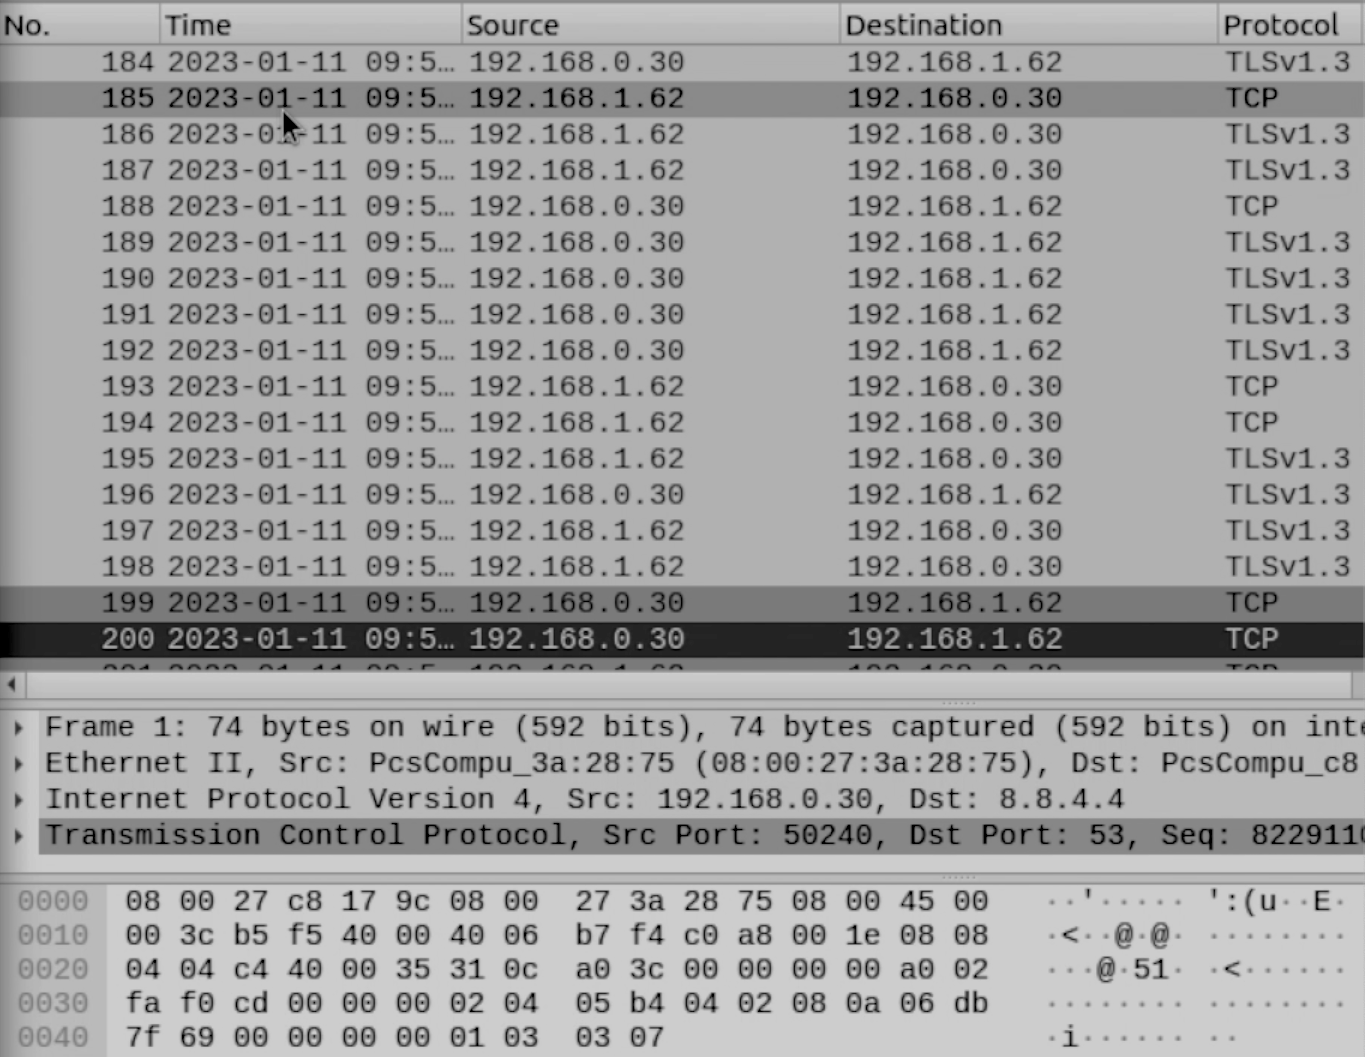 No. Time Source Destination Protocol
184 2023-01-11 09:5… 192.168.0.30 192.168.1.62 TLSv1.3
185 2023-01-11 09:5… 192.168.1.62 192.168.0.30 TCP
186 2023-01-11 09:5… 192.168.1.62 192.168.0.30 TLSv1.3
187 2023-01-11 09:5… 192.168.1.62 192.168.0.30 TLSv1.3
188 2023-01-11 09:5… 192.168.0.30 192.168.1.62 TCP
189 2023-01-11 09:5… 192.168.0.30 192.168.1.62 TLSv1.3
190 2023-01-11 09:5… 192.168.0.30 192.168.1.62 TLSv1.3
191 2023-01-11 09:5… 192.168.0.30 192.168.1.62 TLSv1.3
192 2023-01-11 09:5… 192.168.0.30 192.168.1.62 TLSv1.3
193 2023-01-11 09:5… 192.168.1.62 192.168.0.30 TCP
194 2023-01-11 09:5… 192.168.1.62 192.168.0.30 TCP
195 2023-01-11 09:5… 192.168.1.62 192.168.0.30 TLSv1.3
196 2023-01-11 09:5… 192.168.0.30 192.168.1.62 TLSv1.3
197 2023-01-11 09:5… 192.168.1.62 192.168.0.30 TLSv1.3
198 2023-01-11 09:5… 192.168.1.62 192.168.0.30 TLSv1.3
199 2023-01-11 09:5… 192.168.0.30 192.168.1.62 TCP
200 2023-01-11 09:5… 192.168.0.30 192.168.1.62 TCP
Frame 1: 74 bytes on wire (592 bits), 74 bytes captured (592 bits) on inte
Ethernet II, Src: PcsCompu_3a:28:75 (08:00:27:3a:28:75), Dst: PcsCompu_c8
Internet Protocol Version 4, Src: 192.168.0.30, Dst: 8.8.4.4
Transmission Control Protocol, Src Port: 50240, Dst Port: 53, Seq: 8229110
0000 08 00 27 c8 17 9c 08 00 27 3a 28 75 08 00 45 00 ··'····· ':(u··E·
0010 00 3c b5 f5 40 00 40 06 b7 f4 c0 a8 00 1e 08 08 ·<··@·@· ········
0020 04 04 c4 40 00 35 31 0c a0 3c 00 00 00 00 a0 02 ···@·51· ·<······
0030 fa f0 cd 00 00 00 02 04 05 b4 04 02 08 0a 06 db ········ ········
0040 7f 69 00 00 00 00 01 03 03 07 ·i······ ··